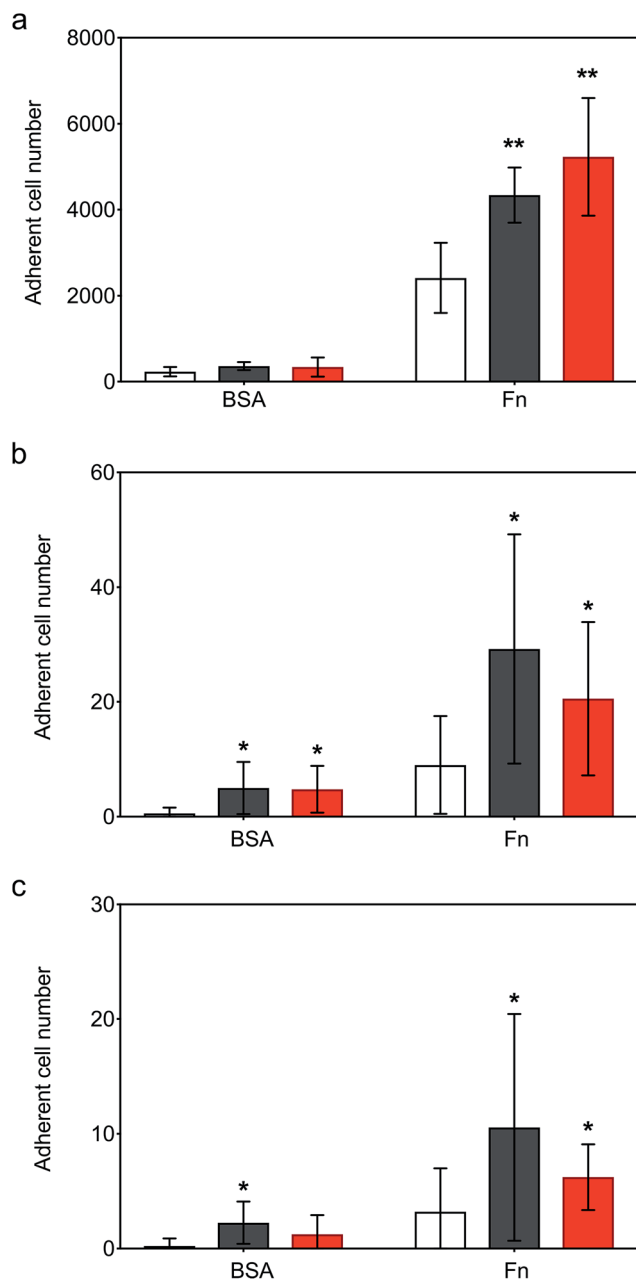 a
8000
6000
4000
2000
0
Adherent cell number
**
**
BSA
Fn
b
60
40
20
0
Adherent cell number
*
*
*
*
BSA
Fn
c
30
20
10
0
Adherent cell number
*
*
*
BSA
Fn